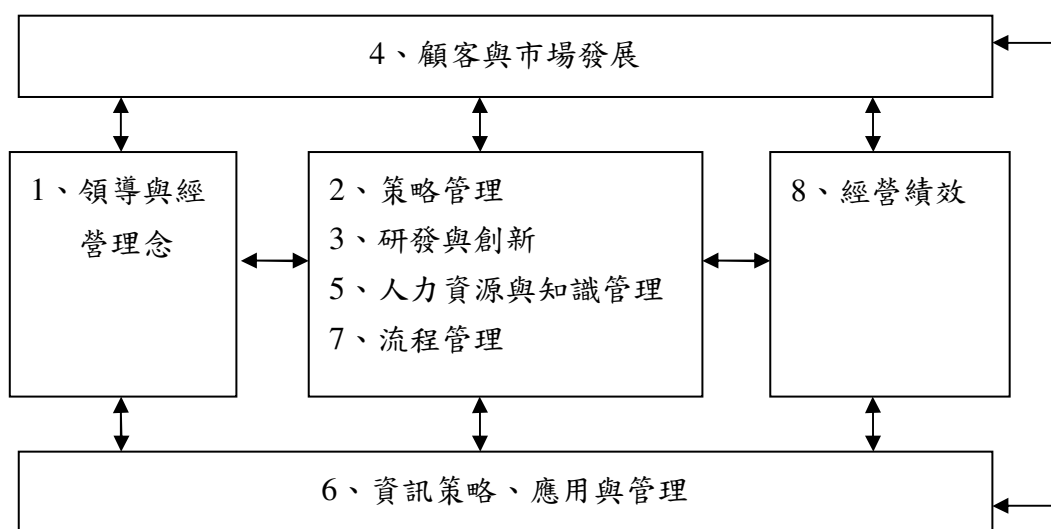 4、顧客與市場發展
1、領導與經
營理念
2、策略管理
3、研發與創新
5、人力資源與知識管理
7、流程管理
8、經營績效
6、資訊策略、應用與管理